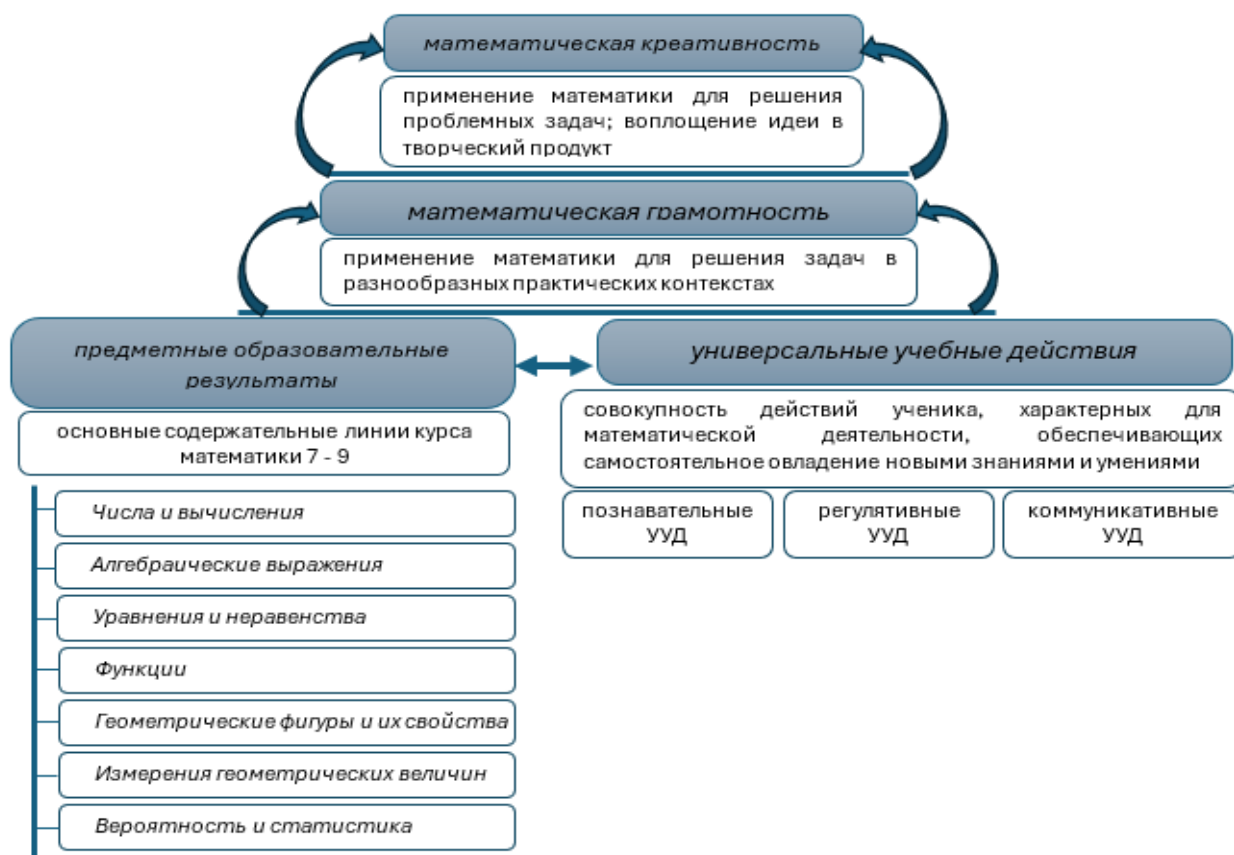 математическая креативность
применение математики для решения
проблемных задач; воплощение идеи в
творческий продукт
математическая грамотность
применение математики для решения задач в
разнообразных практических контекстах
предметные образовательные
результаты
основные содержательные линии курса
математики 7 - 9
Числа и вычисления
Алгебраические выражения
Уравнения и неравенства
Функции
Геометрические фигуры и их свойства
Измерения геометрических величин
Вероятность и статистика
универсальные учебные действия
совокупность действий ученика, характерных для
математической деятельности, обеспечивающих
самостоятельное овладение новыми знаниями и умениями
познавательные
УУД
регулятивные
УУД
коммуникативные
УУД